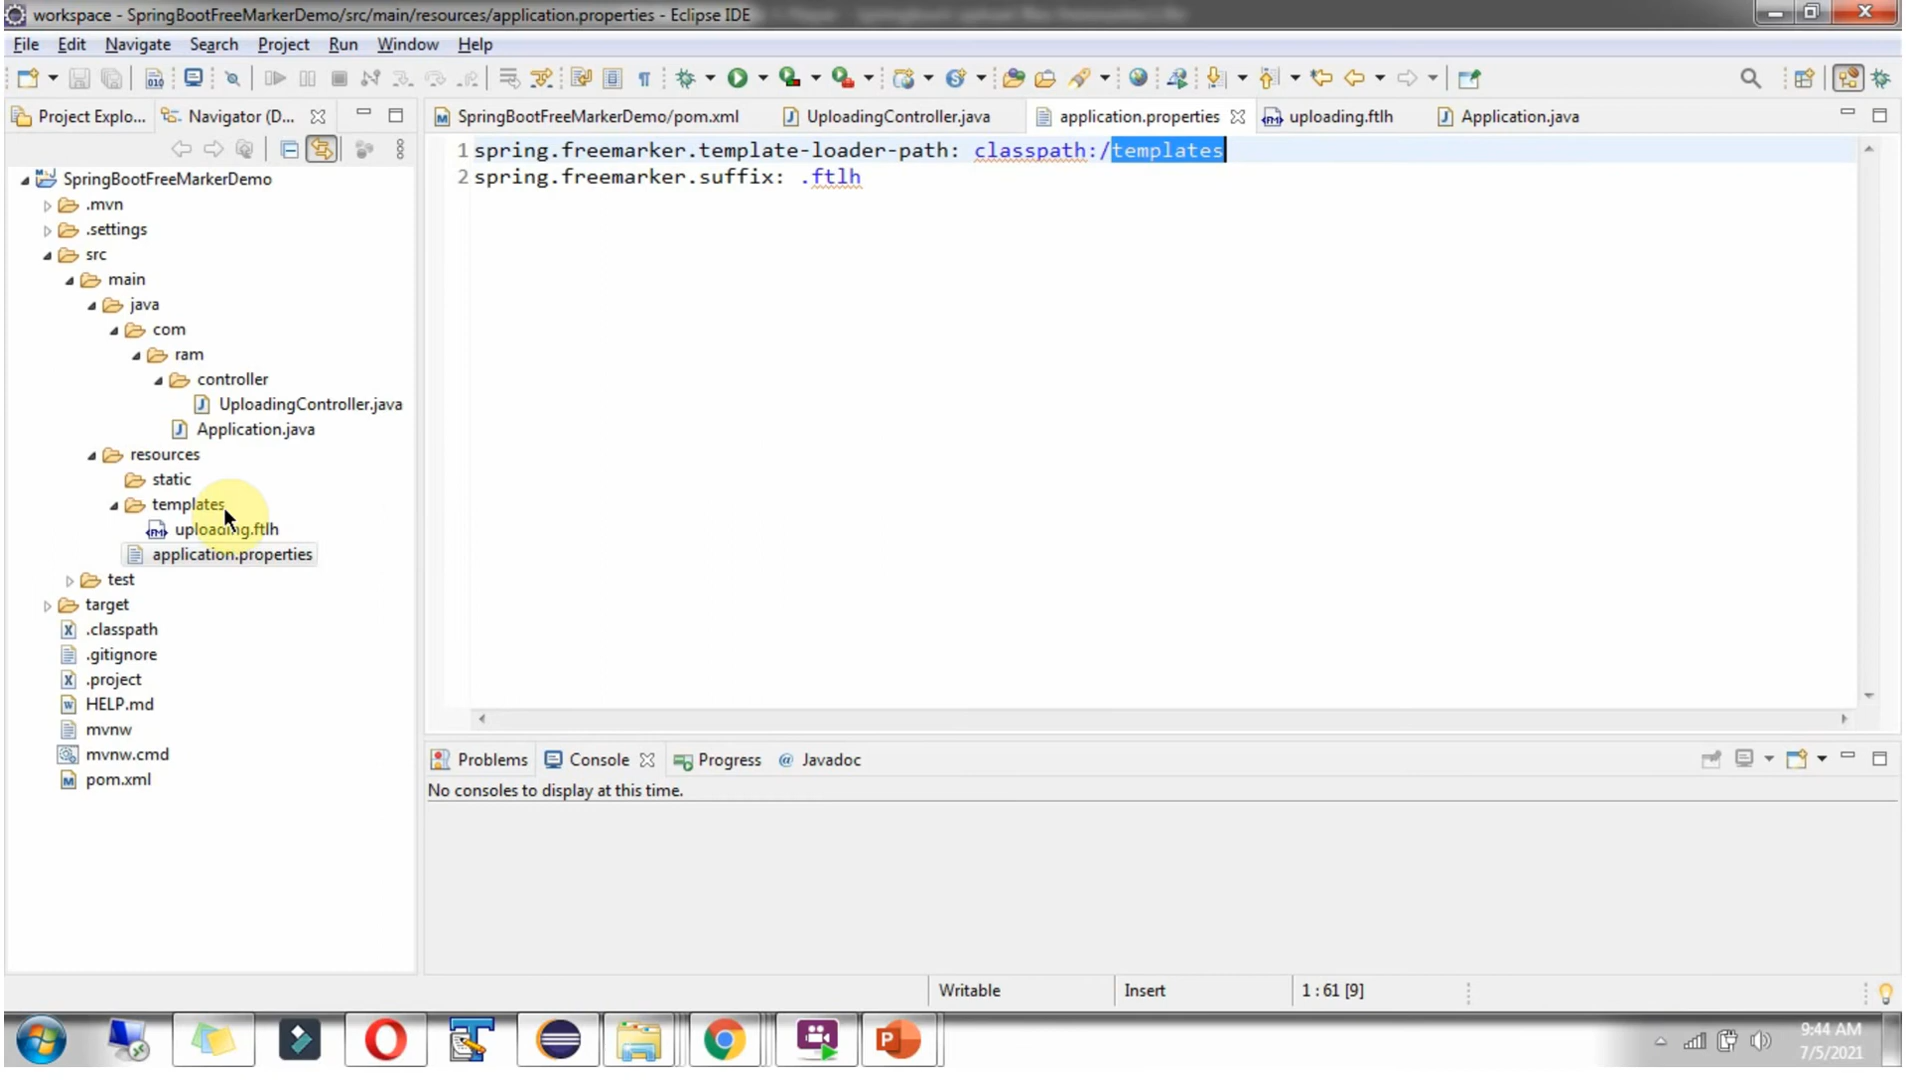 workspace - SpringBootFreeMarkerDemo/src/main/resources/application.properties - Eclipse IDE
File Edit Navigate Search Project Run Window Help
Project Explo... Navigator (D...
SpringBootFreeMarkerDemo/pom.xml UploadingController.java application.properties uploading.ftlh Application.java
1 spring.freemarker.template-loader-path: classpath:/templates
2 spring.freemarker.suffix: .ftlh
SpringBootFreeMarkerDemo
.mvn
.settings
src
main
java
com
ram
controller
UploadingController.java
Application.java
resources
static
templates
uploading.ftlh
application.properties
test
target
.classpath
.gitignore
.project
HELP.md
mvnw
mvnw.cmd
pom.xml
Problems Console Progress @ Javadoc
No consoles to display at this time.
Writable Insert 1 : 61 [9]
9:44 AM
7/5/2021